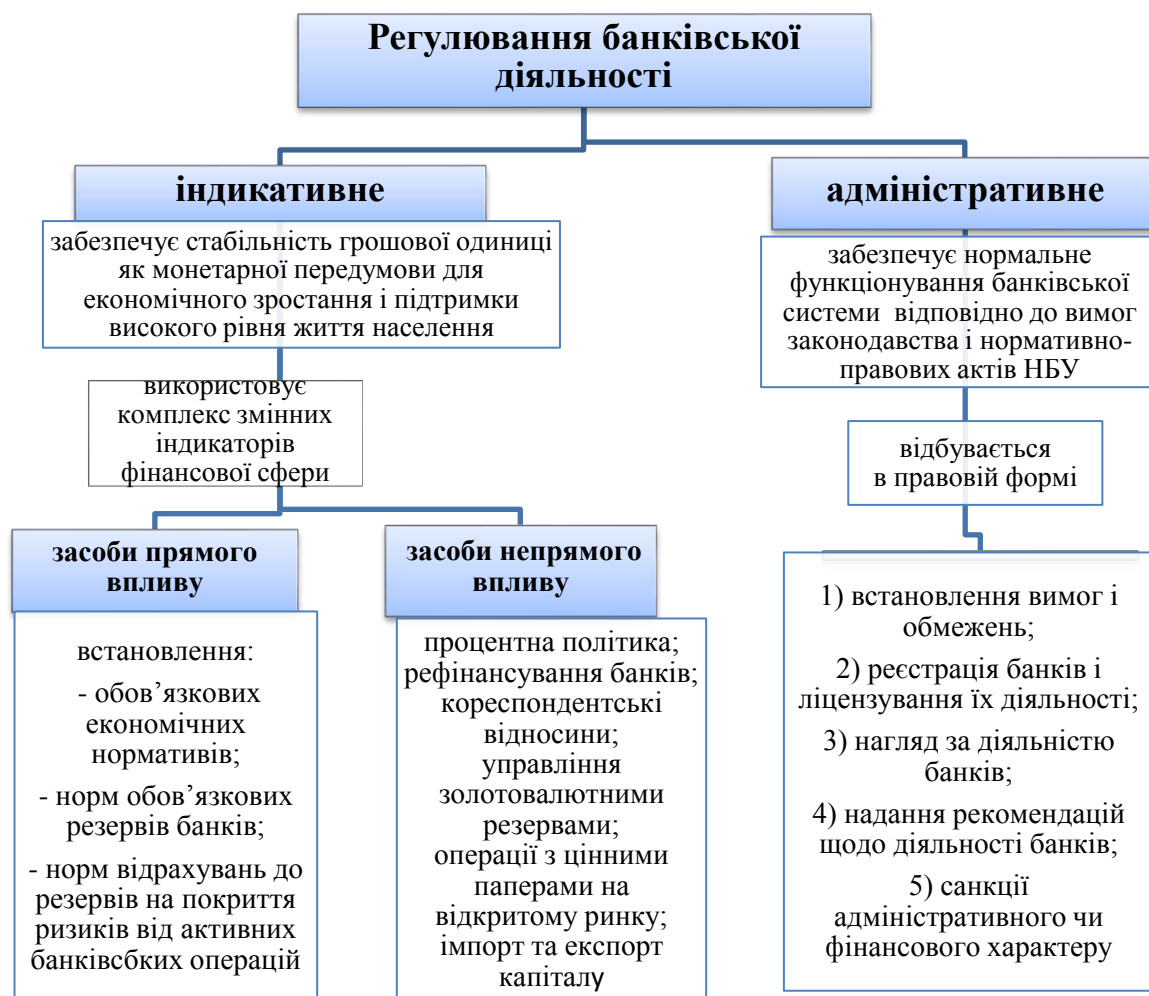 Регулювання банківської
діяльності
індикативне
забезпечує стабільність грошової одиниці
як монетарної передумови для
економічного зростання і підтримки
високого рівня життя населення
використовує
комплекс змінних
індикаторів
фінансової сфери
засоби прямого
впливу
встановлення:
- обов’язкових
економічних
нормативів;
- норм обов’язкових
резервів банків;
- норм відрахувань до
резервів на покриття
ризиків від активних
банківсбких операцій
засоби непрямого
впливу
процентна політика;
рефінансування банків;
кореспондентські
відносини;
управління
золотовалютними
резервами;
операції з цінними
паперами на
відкритому ринку;
імпорт та експорт
капіталу
адміністративне
забезпечує нормальне
функціонування банківської
системи відповідно до вимог
законодавства і нормативно-
правових актів НБУ
відбувається
в правовій формі
1) встановлення вимог і
обмежень;
2) реєстрація банків і
ліцензування їх діяльності;
3) нагляд за діяльністю
банків;
4) надання рекомендацій
щодо діяльності банків;
5) санкції
адміністративного чи
фінансового характеру